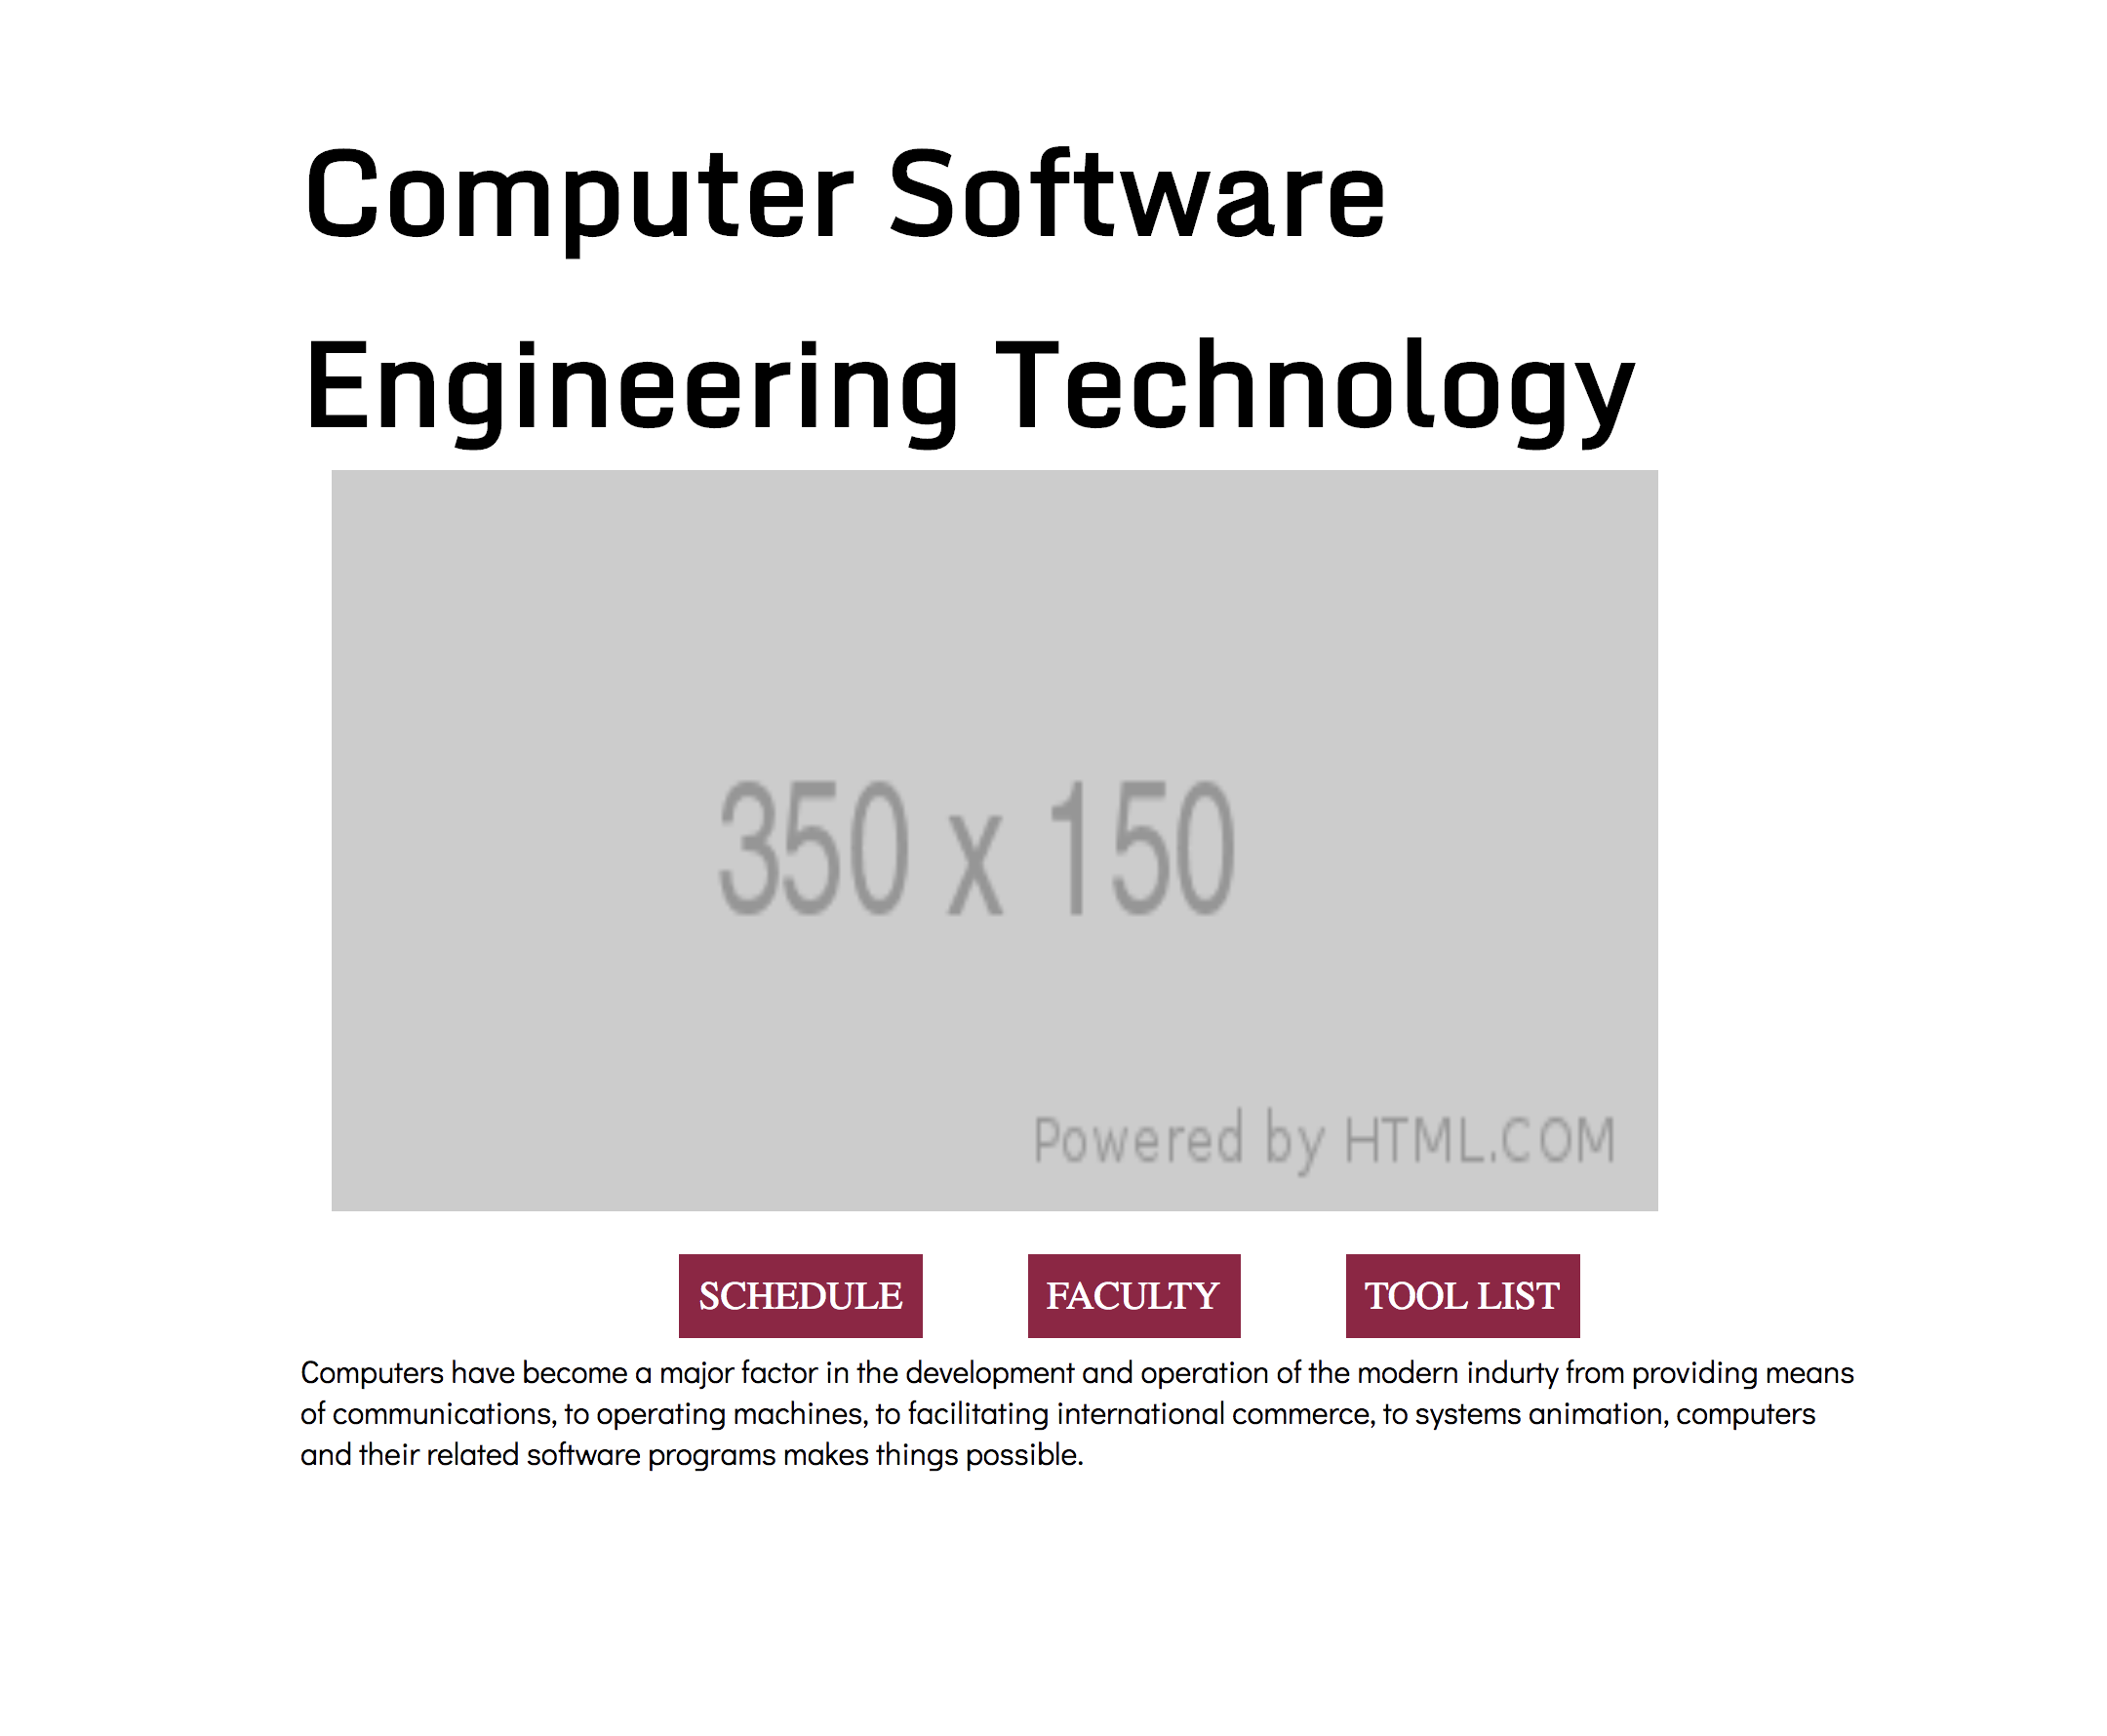 Computer Software
Engineering Technology
350 x 150
Powered by HTML.COM
SCHEDULE FACULTY TOOL LIST
Computers have become a major factor in the development and operation of the modern indurty from providing means
of communications, to operating machines, to facilitating international commerce, to systems animation, computers
and their related software programs makes things possible.